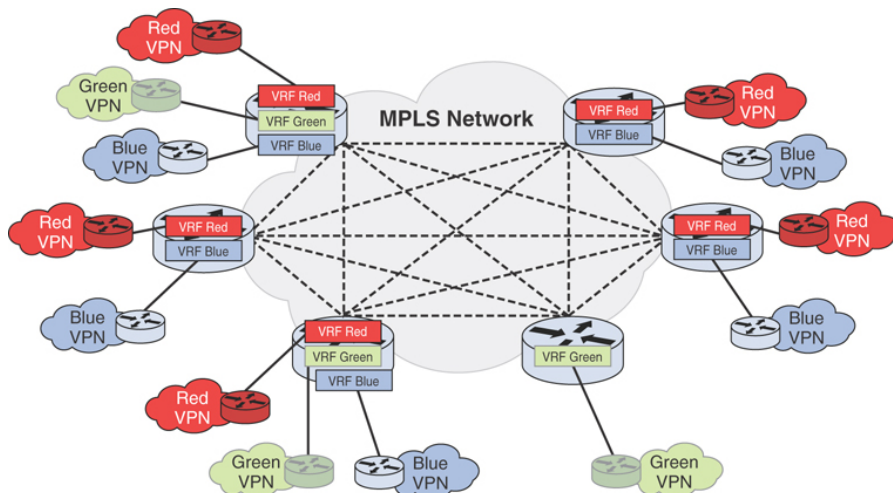 Red
VPN
Green
VPN
Blue
VPN
VRF Red
VRF Green
VRF Blue
MPLS Network
VRF Red
VRF Blue
Red
VPN
Blue
VPN
Red
VPN
VRF Red
VRF Blue
Blue
VPN
VRF Red
VRF Blue
Red
VPN
Blue
VPN
VRF Red
VRF Green
VRF Blue
Red
VPN
Green
VPN
Blue
VPN
VRF Green
Green
VPN